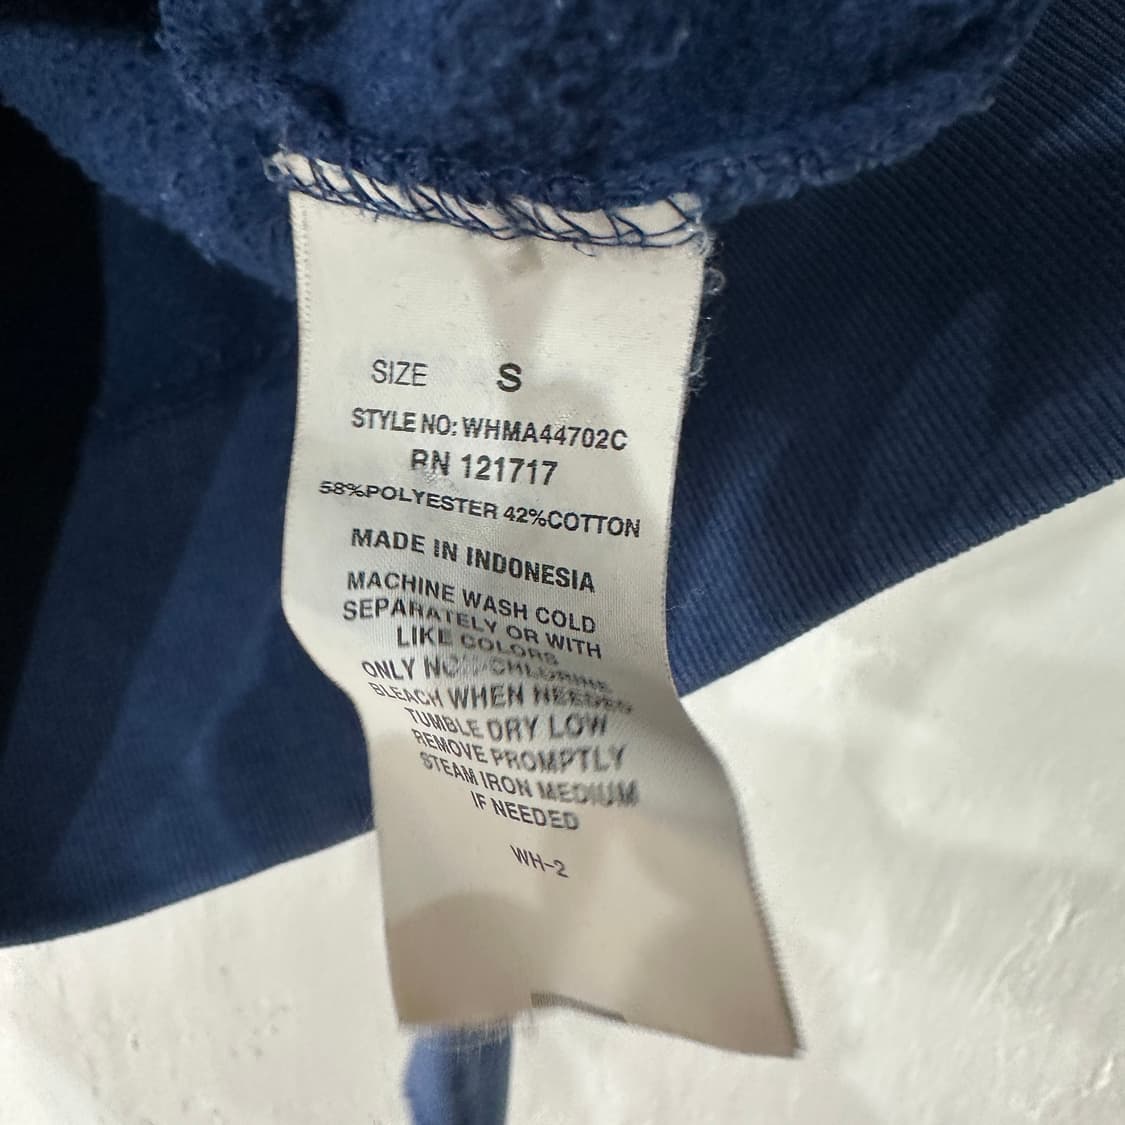 SIZE S
STYLE NO: WHMA44702C
RN 121717
58%POLYESTER 42%COTTON
MADE IN INDONESIA
MACHINE WASH COLD
SEPARATELY OR WITH
LIKE COLORS
ONLY NON-CHLORINE
BLEACH WHEN NEEDED
TUMBLE DRY LOW
REMOVE PROMPTLY
STEAM IRON MEDIUM
IF NEEDED
WH-2